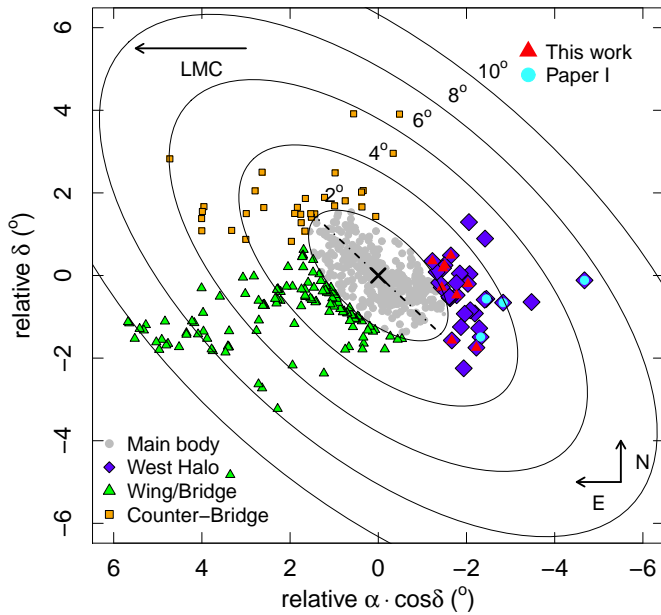 LMC
10°
8°
6°
4°
2°
This work
Paper I
relative δ (°)
6
4
2
0
−2
−4
−6
Main body
West Halo
Wing/Bridge
Counter−Bridge
N
E
6
4
2
0
−2
−4
−6
relative α · cosδ (°)